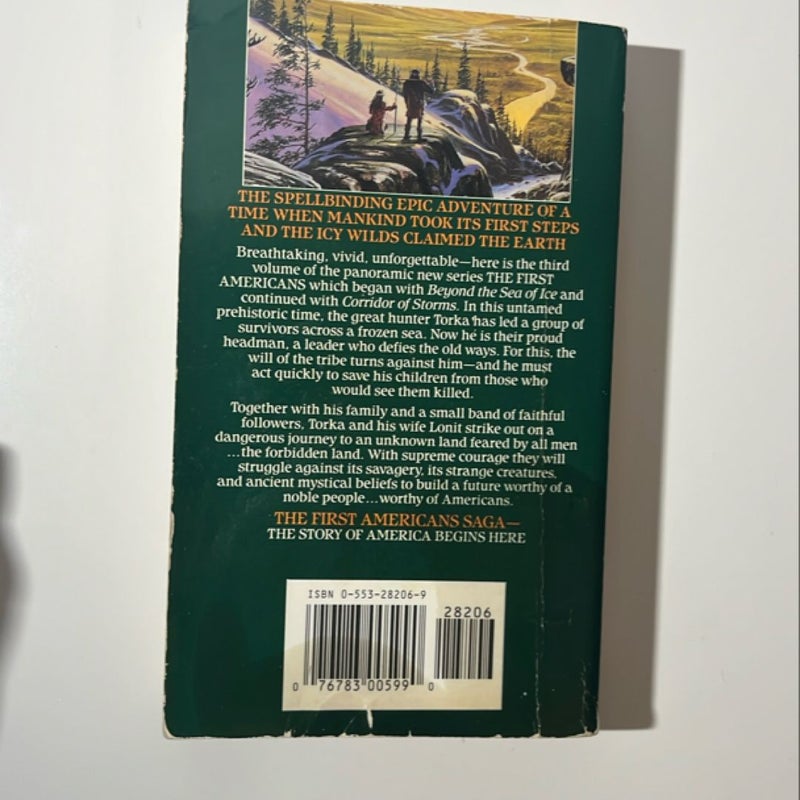 THE SPELLBINDING EPIC ADVENTURE OF A
TIME WHEN MANKIND TOOK ITS FIRST STEPS
AND THE ICY WILDS CLAIMED THE EARTH
Breathtaking, vivid, unforgettable—here is the third
volume of the panoramic new series THE FIRST
AMERICANS which began with Beyond the Sea of Ice and
continued with Corridor of Storms. In this untamed
prehistoric time, the great hunter Torka has led a group of
survivors across a frozen sea. Now he is their proud
headman, a leader who defies the old ways. For this, the
will of the tribe turns against him—and he must
act quickly to save his children from those who
would see them killed.
Together with his family and a small band of faithful
followers, Torka and his wife Lonit strike out on a
dangerous journey to an unknown land feared by all men
...the forbidden land. With supreme courage they will
struggle against its savagery, its strange creatures,
and ancient mystical beliefs to build a future worthy of a
noble people...worthy of Americans.
THE FIRST AMERICANS SAGA—
THE STORY OF AMERICA BEGINS HERE
ISBN 0-553-28206-9
28206
0 76783 00599 0